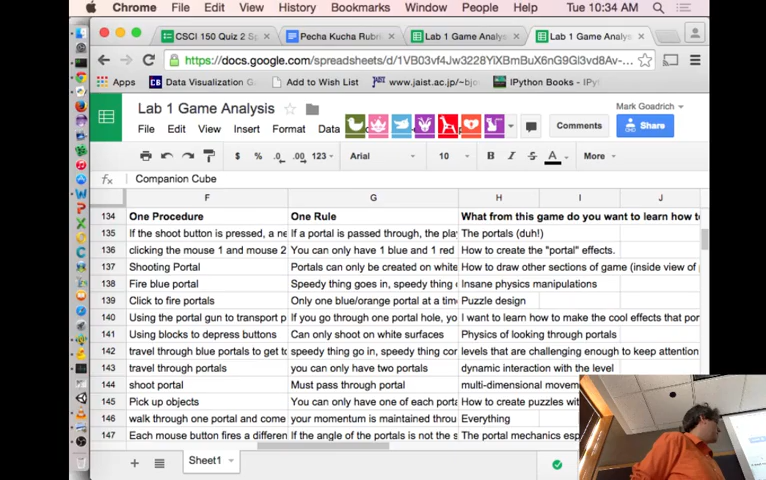 Chrome File Edit View History Bookmarks Window People Help Tue 10:34 AM
CSCI 150 Quiz 2 Sp
Pecha Kucha Rubri
Lab 1 Game Analys
Lab 1 Game Analys
https://docs.google.com/spreadsheets/d/1VB03vf4Jw3228YlXBmBuX6nG9Gl3vd8Av-...
Apps Data Visualization Add to Wish List www.jaist.ac.jp/~bj IPython Books - IPy
Lab 1 Game Analysis
Mark Goadrich
File Edit View Insert Format Data
Comments Share
$ % .0 .00 123 Arial 10 B I S A More
fx Companion Cube
F G H I J
134 One Procedure One Rule What from this game do you want to learn how to
135 If the shoot button is pressed, a ne If a portal is passed through, the pla The portals (duh!)
136 clicking the mouse 1 and mouse 2 You can only have 1 blue and 1 red How to create the "portal" effects.
137 Shooting Portal Portals can only be created on white How to draw other sections of game (inside view of
138 Fire blue portal Speedy thing goes in, speedy thing Insane physics manipulations
139 Click to fire portals Only one blue/orange portal at a time Puzzle design
140 Using the portal gun to transport p If you go through one portal hole, yo I want to learn how to make the cool effects that por
141 Using blocks to depress buttons Can only shoot on white surfaces Physics of looking through portals
142 travel through blue portals to get to speedy thing go in, speedy thing cor levels that are challenging enough to keep attention
143 travel through portals you can only have two portals dynamic interaction with the level
144 shoot portal Must pass through portal multi-dimensional movem
145 Pick up objects You can only have one of each porta How to create puzzles wit
146 walk through one portal and come your momentum is maintained throu Everything
147 Each mouse button fires a differen If the angle of the portals is not the s The portal mechanics esp
Sheet1